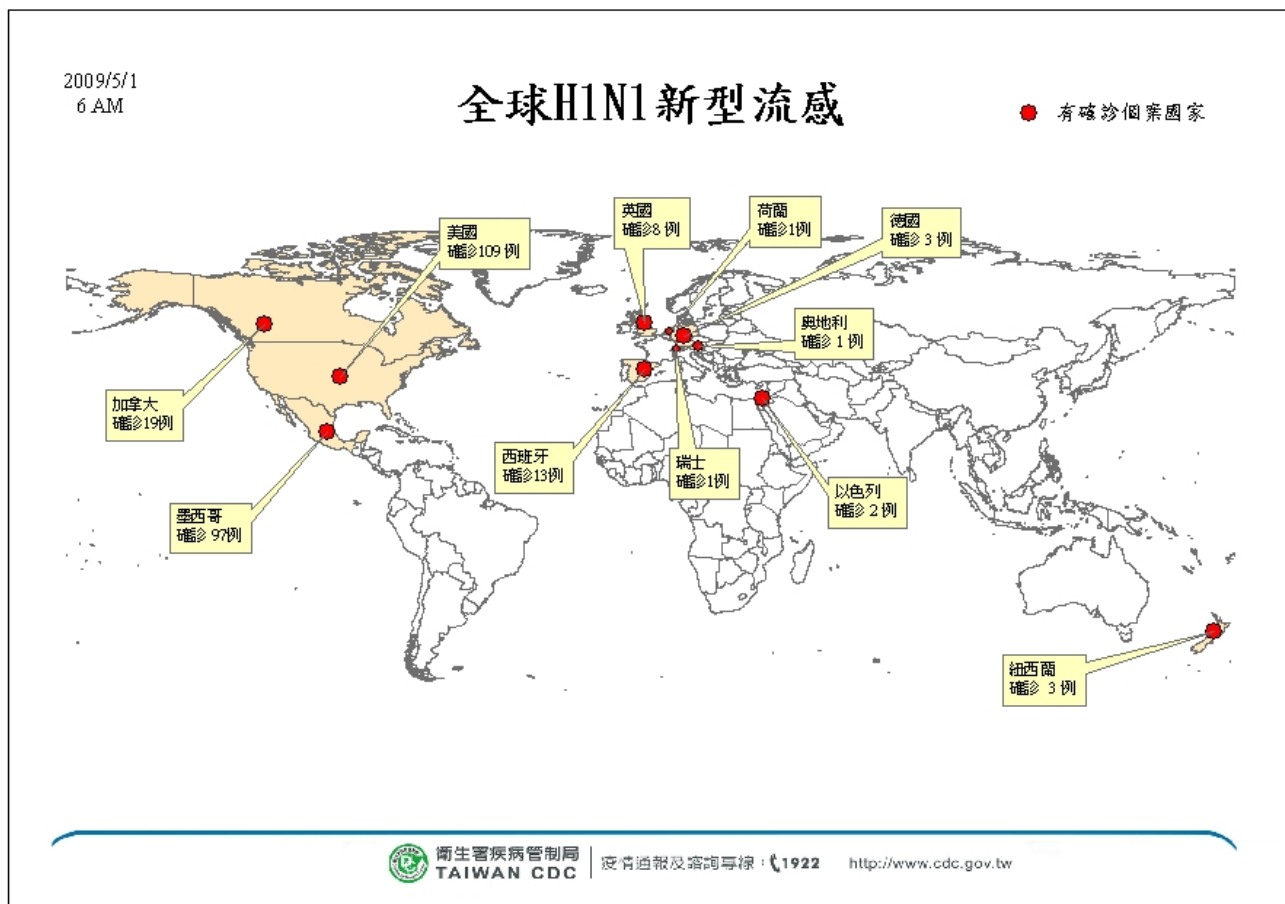 2009/5/1
6 AM
全球H1N1新型流感
有確診個案國家
英國
確診8 例
荷蘭
確診1例
德國
確診 3 例
美國
確診109 例
奧地利
確診 1 例
加拿大
確診19例
西班牙
確診13例
瑞士
確診1例
以色列
確診 2 例
墨西哥
確診 97例
紐西蘭
確診 3 例
衛生署疾病管制局
TAIWAN CDC
疫情通報及諮詢專線：1922
http://www.cdc.gov.tw